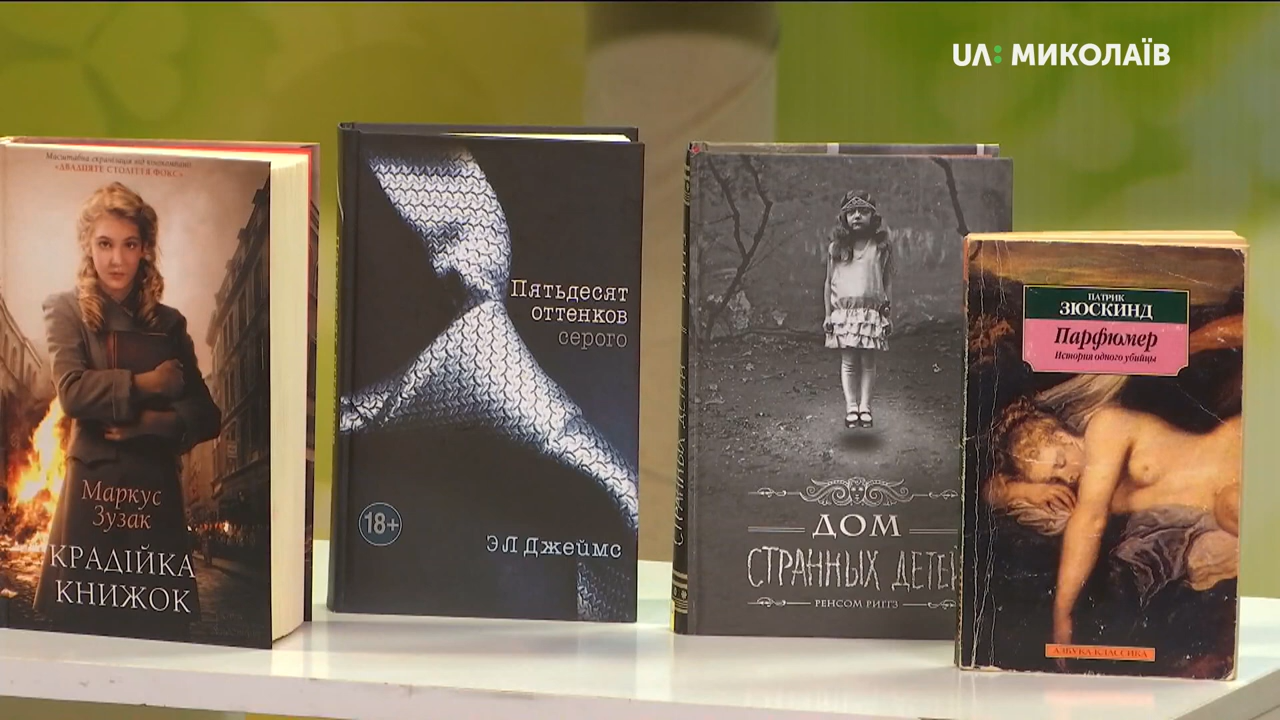 UA: МИКОЛАЇВ
Масштабна екранізація від кінокомпанії
«ДВАДЦЯТЕ СТОЛІТТЯ ФОКС»
Маркус
Зузак
КРАДІЙКА
КНИЖОК
Пятьдесят
оттенков
серого
18+
Э Л Джеймс
ДОМ
СТРАННЫХ ДЕТЕЙ
РЕНСОМ РИГГЗ
ПАТРИК
ЗЮСКИНД
Парфюмер
История одного убийцы
АЗБУКА-КЛАССИКА